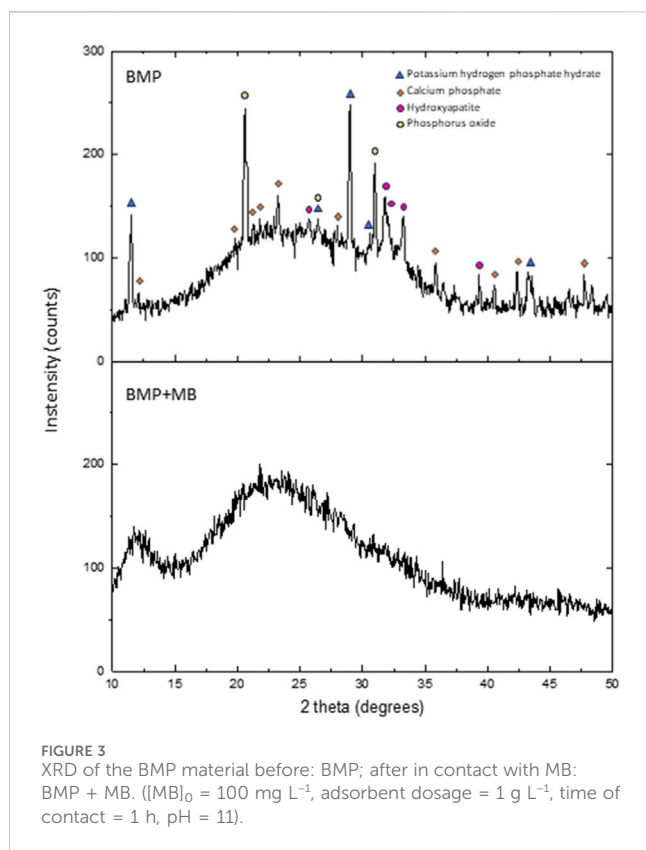 300
BMP
Potassium hydrogen phosphate hydrate
Calcium phosphate
Hydroxyapatite
Phosphorus oxide
200
100
0
Instensity (counts)
BMP+MB
200
100
0
10 15 20 25 30 35 40 45 50
2 theta (degrees)
FIGURE 3
XRD of the BMP material before: BMP; after in contact with MB:
BMP + MB. ([MB]₀ = 100 mg L⁻¹, adsorbent dosage = 1 g L⁻¹, time of
contact = 1 h, pH = 11).